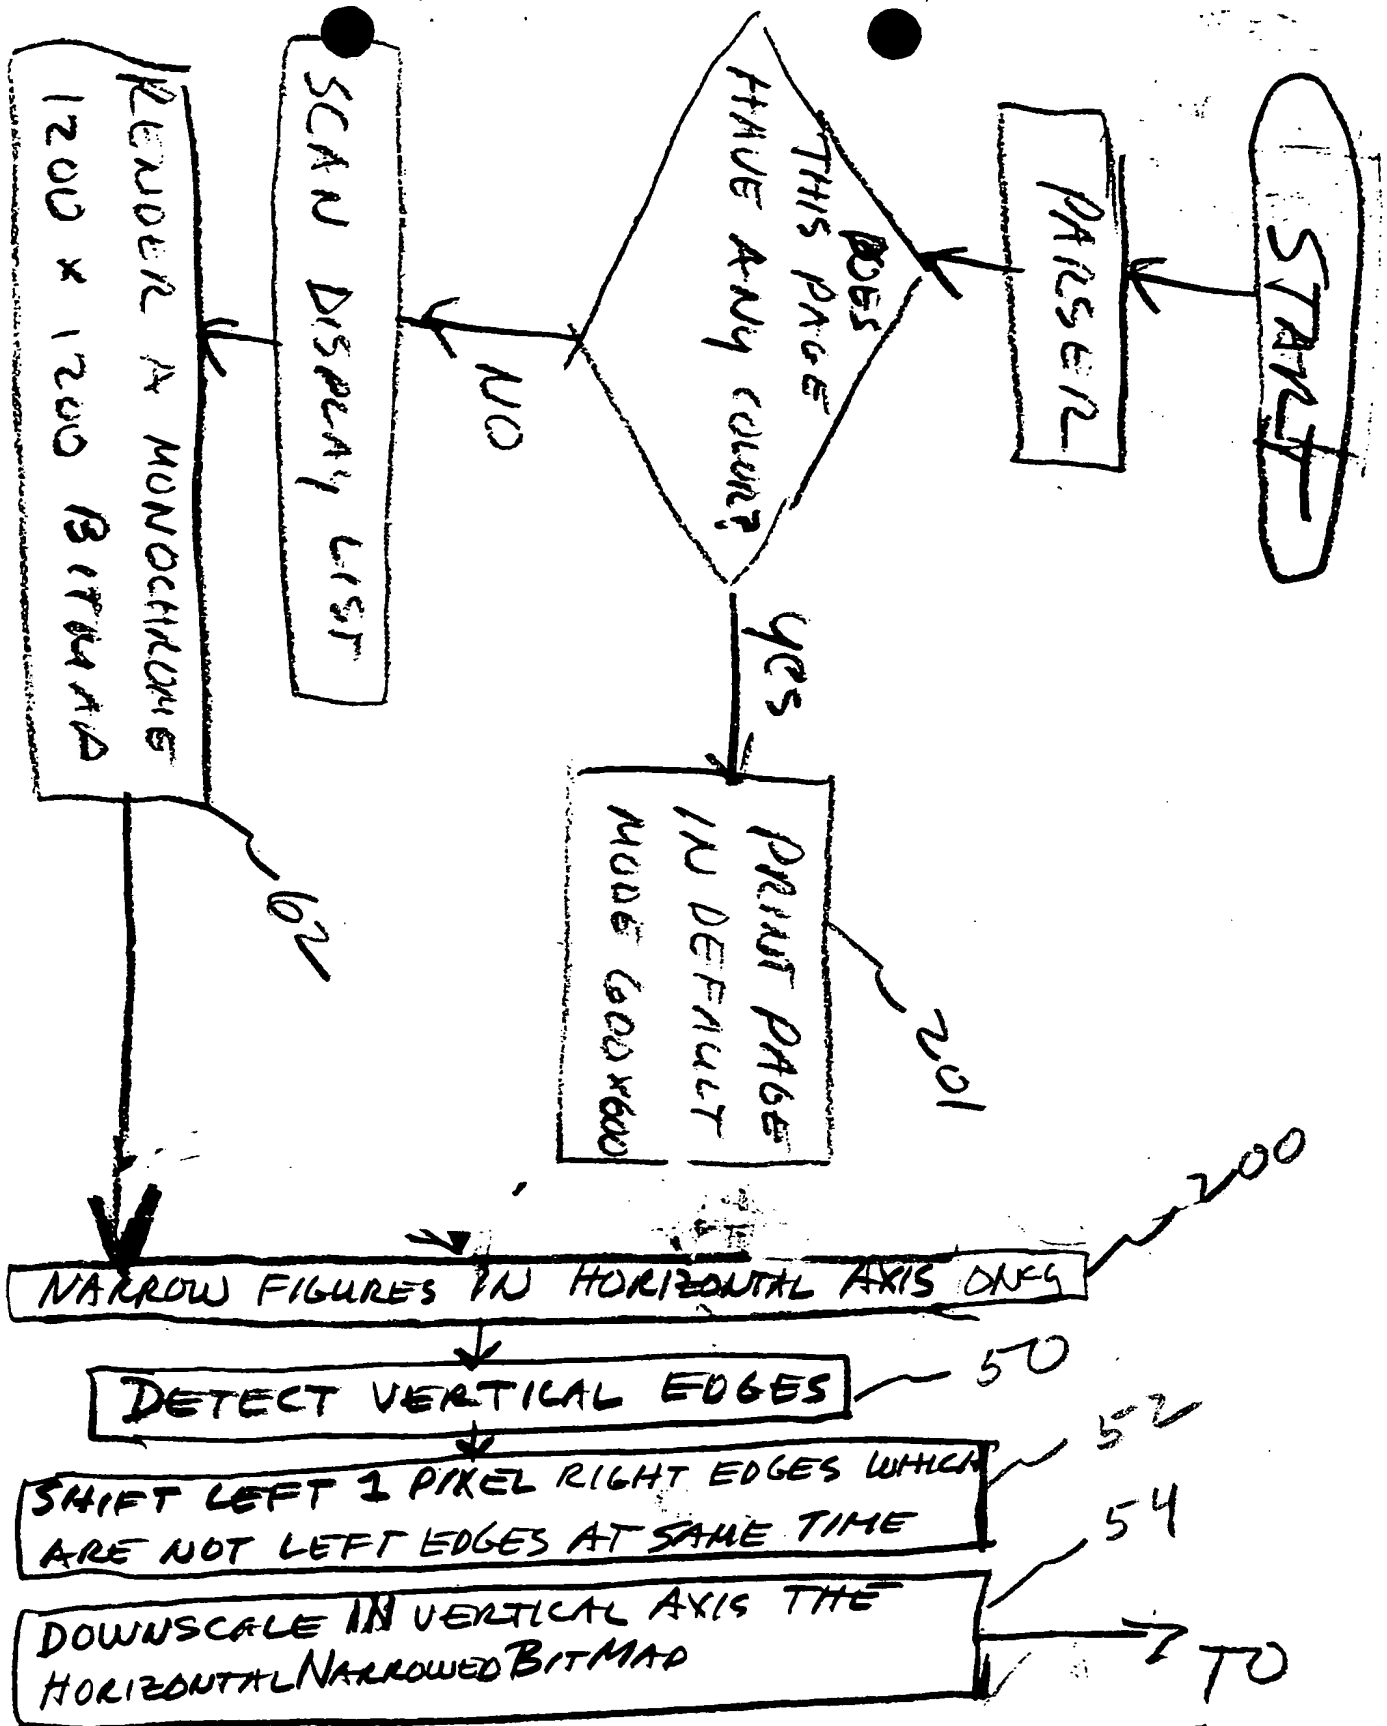 START
PARSER
DOES
THIS PAGE
HAVE ANY COLOR?
NO
yes
SCAN DISPLAY LIST
RENDER A MONOCHROME
1200 x 1200 BITMAP
62
PRINT PAGE
IN DEFAULT
MODE 600x600
201
200
NARROW FIGURES IN HORIZONTAL AXIS ONLY
DETECT VERTICAL EDGES
50
SHIFT LEFT 1 PIXEL RIGHT EDGES WHICH
ARE NOT LEFT EDGES AT SAME TIME
52
DOWNSCALE IN VERTICAL AXIS THE
HORIZONTALNARROWEDBITMAP
54
TO